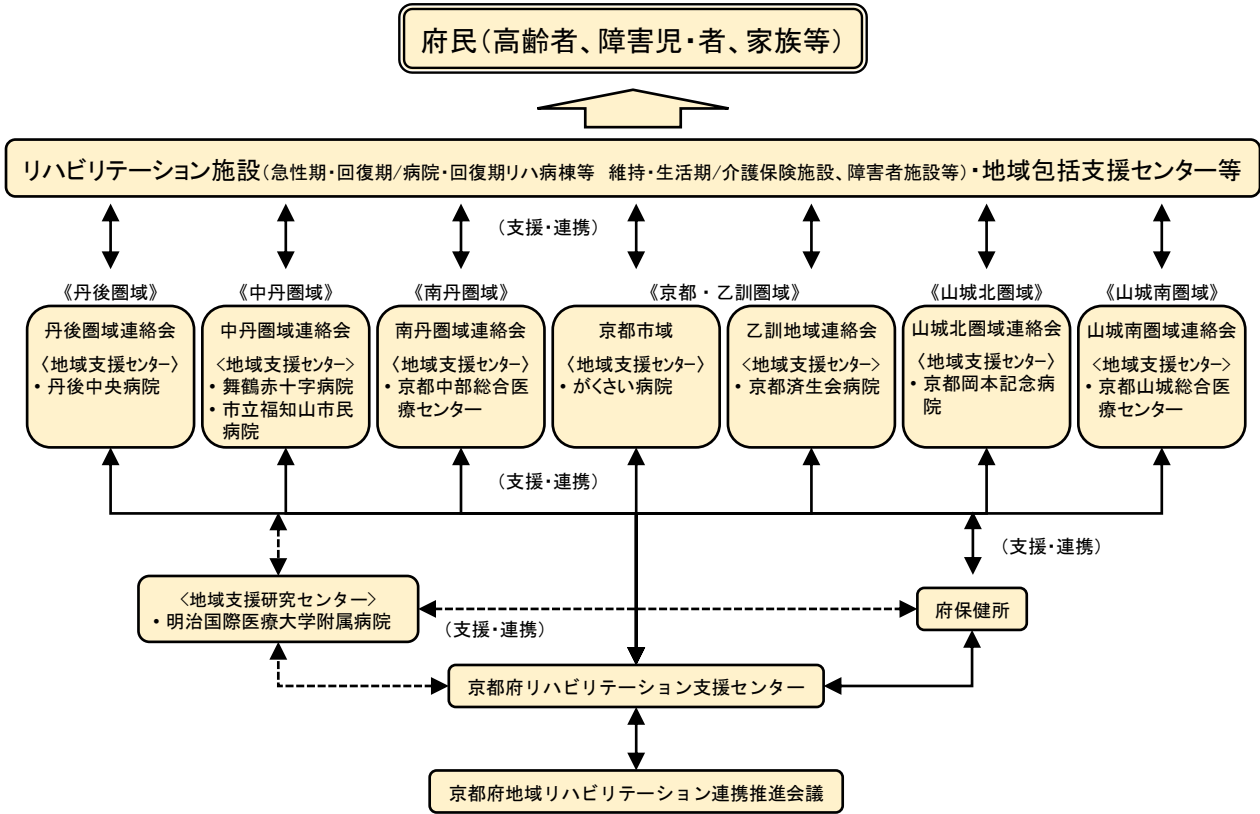 府民(高齢者、障害児・者、家族等)
リハビリテーション施設(急性期・回復期/病院・回復期リハ病棟等　維持・生活期/介護保険施設、障害者施設等)・地域包括支援センター等
(支援・連携)
《丹後圏域》
《中丹圏域》
《南丹圏域》
《京都・乙訓圏域》
《山城北圏域》
《山城南圏域》
丹後圏域連絡会
〈地域支援センター〉
・丹後中央病院
中丹圏域連絡会
<地域支援センター>
・舞鶴赤十字病院
・市立福知山市民
病院
南丹圏域連絡会
〈地域支援センター〉
・京都中部総合医
療センター
京都市域
〈地域支援センター〉
・がくさい病院
乙訓地域連絡会
<地域支援センター>
・京都済生会病院
山城北圏域連絡会
〈地域支援センター〉
・京都岡本記念病
院
山城南圏域連絡会
<地域支援センター>
・京都山城総合医
療センター
(支援・連携)
(支援・連携)
<地域支援研究センター>
・明治国際医療大学附属病院
府保健所
(支援・連携)
京都府リハビリテーション支援センター
京都府地域リハビリテーション連携推進会議